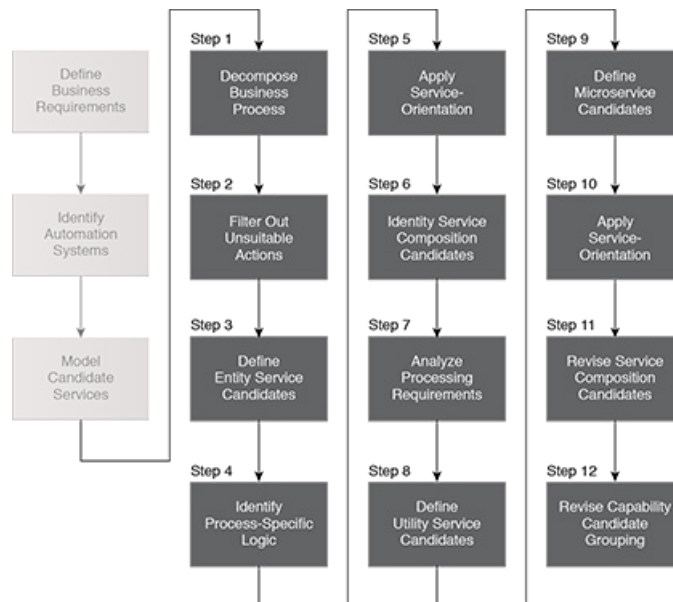 Define
Business
Requirements
Identify
Automation
Systems
Model
Candidate
Services
Step 1
Decompose
Business
Process
Step 2
Filter Out
Unsuitable
Actions
Step 3
Define
Entity Service
Candidates
Step 4
Identify
Process-Specific
Logic
Step 5
Apply
Service-
Orientation
Step 6
Identity Service
Composition
Candidates
Step 7
Analyze
Processing
Requirements
Step 8
Define
Utility Service
Candidates
Step 9
Define
Microservice
Candidates
Step 10
Apply
Service-
Orientation
Step 11
Revise Service
Composition
Candidates
Step 12
Revise Capability
Candidate
Grouping